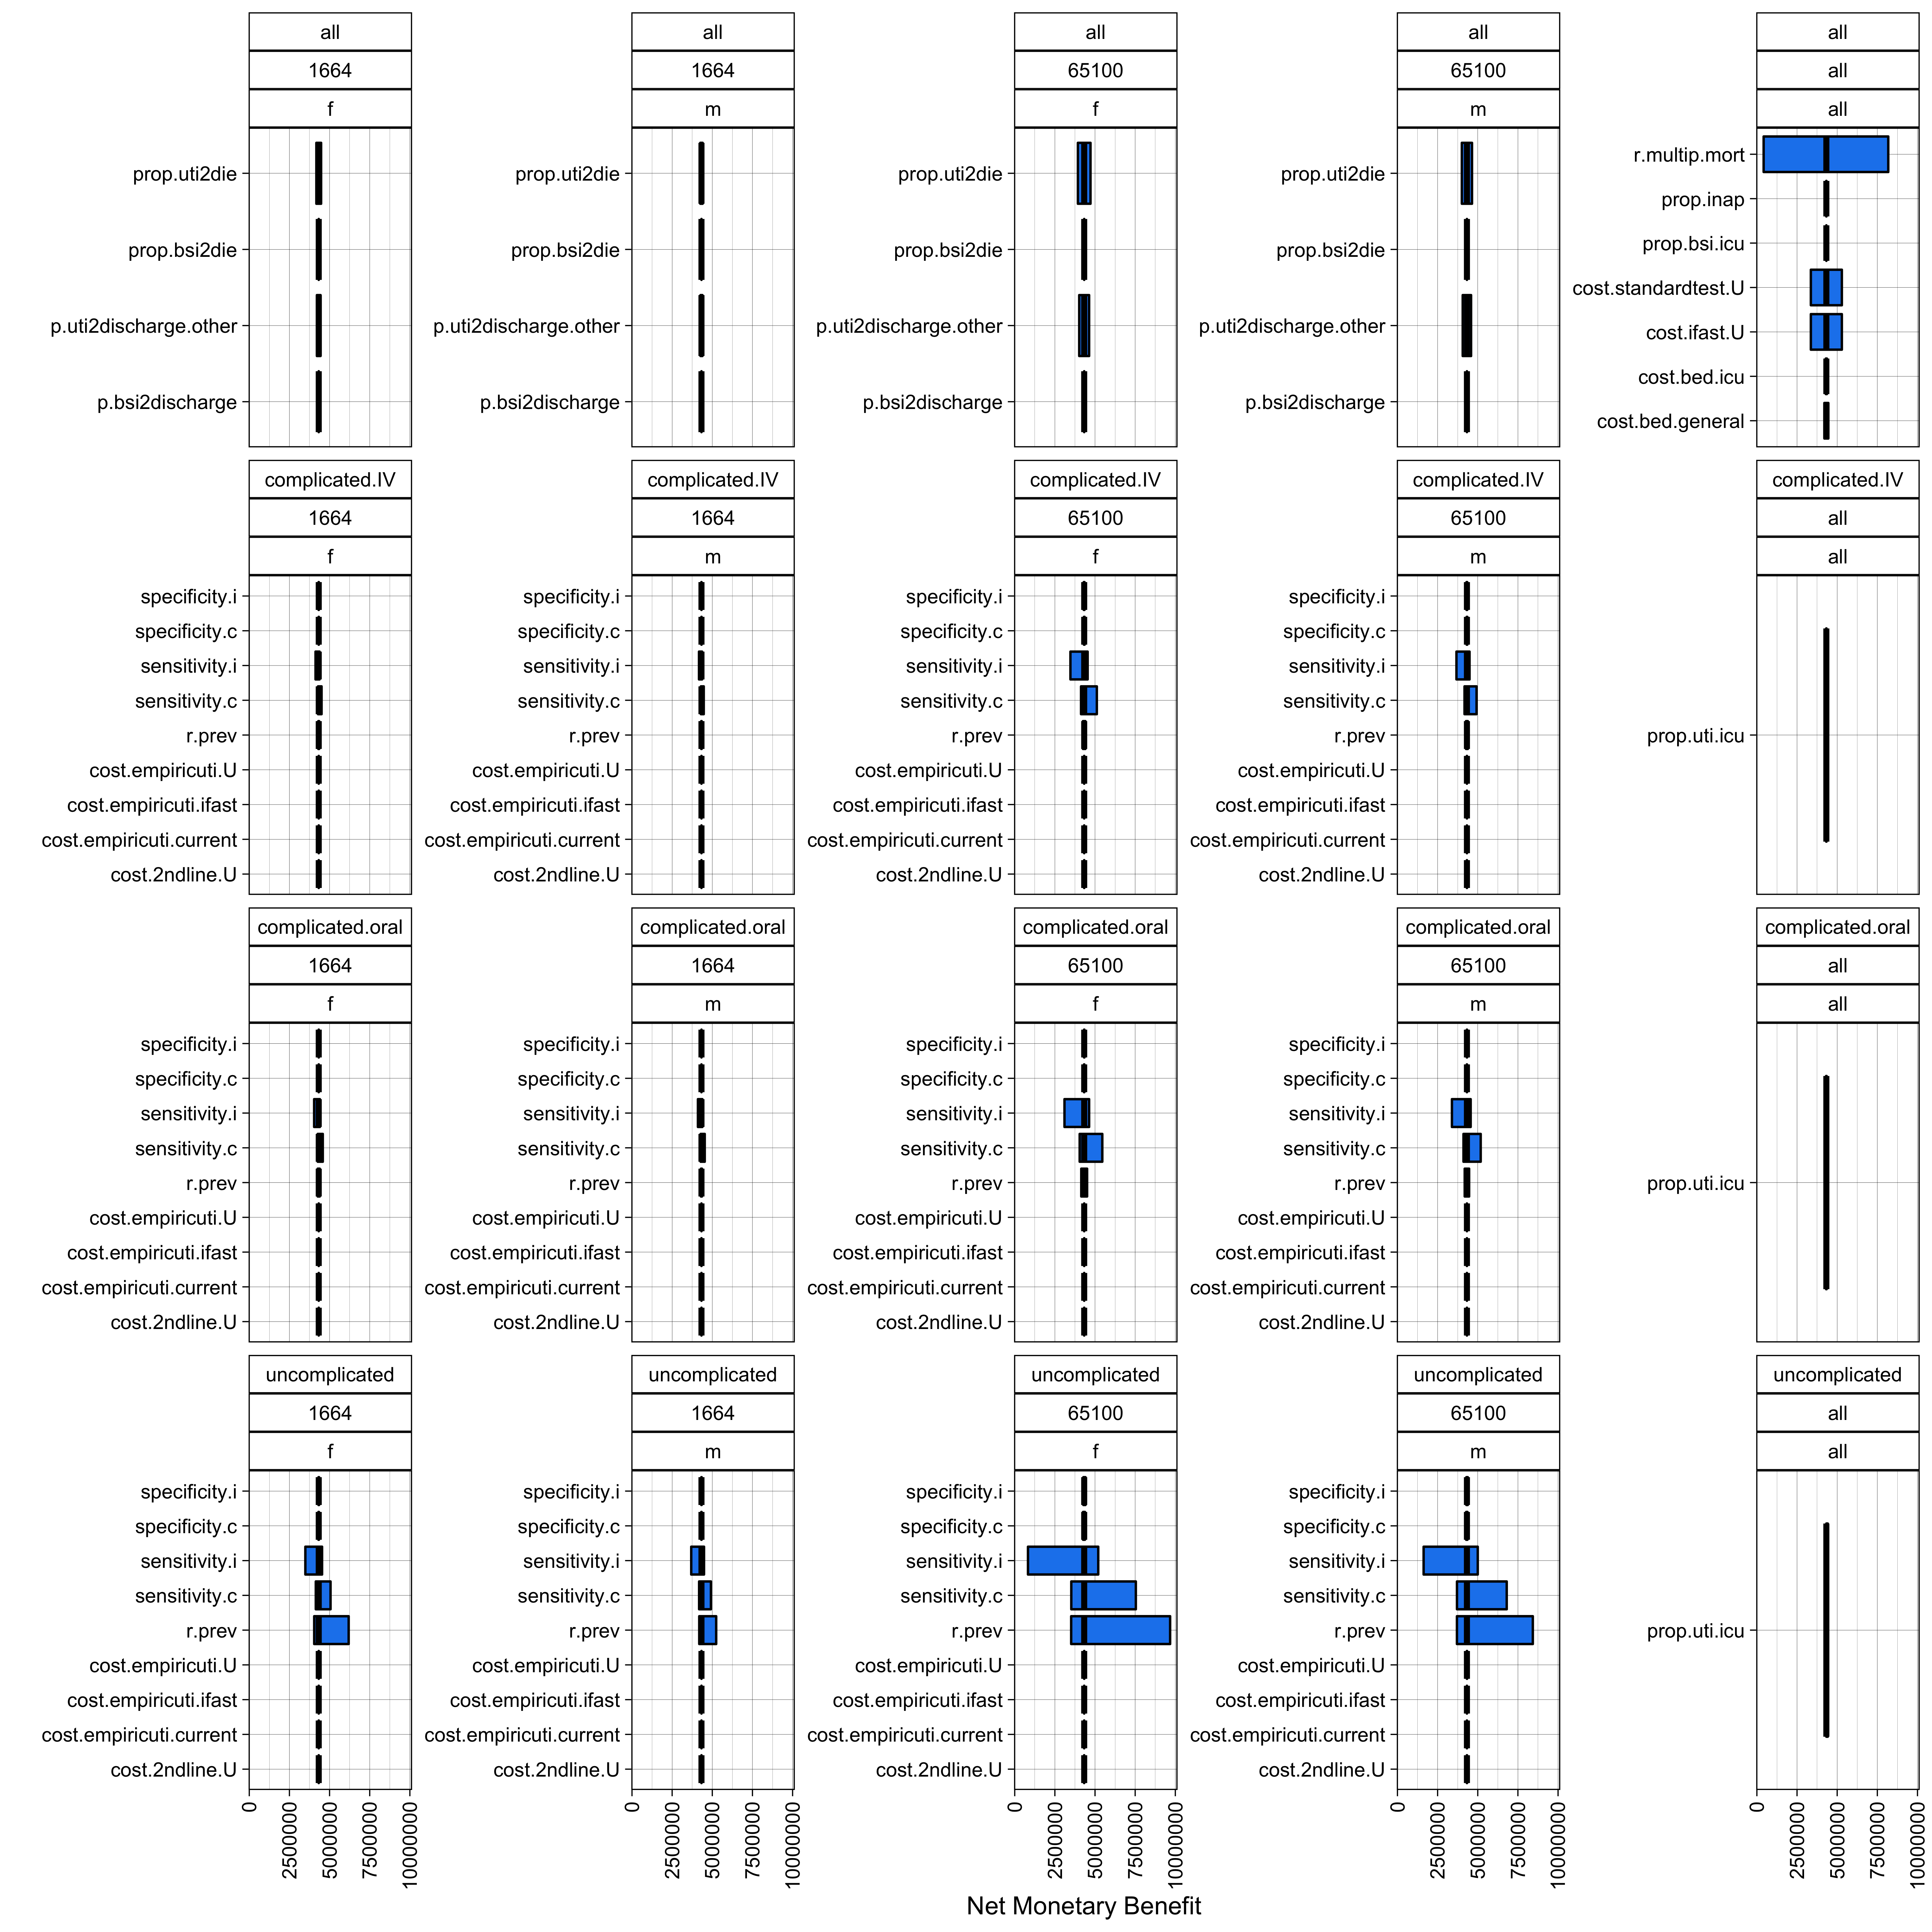 all
all
all
all
all
1664
1664
65100
65100
all
f
m
f
m
all
prop.uti2die
prop.bsi2die
p.uti2discharge.other
p.bsi2discharge
prop.uti2die
prop.bsi2die
p.uti2discharge.other
p.bsi2discharge
prop.uti2die
prop.bsi2die
p.uti2discharge.other
p.bsi2discharge
prop.uti2die
prop.bsi2die
p.uti2discharge.other
p.bsi2discharge
r.multip.mort
prop.inap
prop.bsi.icu
cost.standardtest.U
cost.ifast.U
cost.bed.icu
cost.bed.general
complicated.IV
complicated.IV
complicated.IV
complicated.IV
complicated.IV
1664
1664
65100
65100
all
f
m
f
m
all
specificity.i
specificity.c
sensitivity.i
sensitivity.c
r.prev
cost.empiricuti.U
cost.empiricuti.ifast
cost.empiricuti.current
cost.2ndline.U
specificity.i
specificity.c
sensitivity.i
sensitivity.c
r.prev
cost.empiricuti.U
cost.empiricuti.ifast
cost.empiricuti.current
cost.2ndline.U
specificity.i
specificity.c
sensitivity.i
sensitivity.c
r.prev
cost.empiricuti.U
cost.empiricuti.ifast
cost.empiricuti.current
cost.2ndline.U
specificity.i
specificity.c
sensitivity.i
sensitivity.c
r.prev
cost.empiricuti.U
cost.empiricuti.ifast
cost.empiricuti.current
cost.2ndline.U
prop.uti.icu
complicated.oral
complicated.oral
complicated.oral
complicated.oral
complicated.oral
1664
1664
65100
65100
all
f
m
f
m
all
specificity.i
specificity.c
sensitivity.i
sensitivity.c
r.prev
cost.empiricuti.U
cost.empiricuti.ifast
cost.empiricuti.current
cost.2ndline.U
specificity.i
specificity.c
sensitivity.i
sensitivity.c
r.prev
cost.empiricuti.U
cost.empiricuti.ifast
cost.empiricuti.current
cost.2ndline.U
specificity.i
specificity.c
sensitivity.i
sensitivity.c
r.prev
cost.empiricuti.U
cost.empiricuti.ifast
cost.empiricuti.current
cost.2ndline.U
specificity.i
specificity.c
sensitivity.i
sensitivity.c
r.prev
cost.empiricuti.U
cost.empiricuti.ifast
cost.empiricuti.current
cost.2ndline.U
prop.uti.icu
uncomplicated
uncomplicated
uncomplicated
uncomplicated
uncomplicated
1664
1664
65100
65100
all
f
m
f
m
all
specificity.i
specificity.c
sensitivity.i
sensitivity.c
r.prev
cost.empiricuti.U
cost.empiricuti.ifast
cost.empiricuti.current
cost.2ndline.U
specificity.i
specificity.c
sensitivity.i
sensitivity.c
r.prev
cost.empiricuti.U
cost.empiricuti.ifast
cost.empiricuti.current
cost.2ndline.U
specificity.i
specificity.c
sensitivity.i
sensitivity.c
r.prev
cost.empiricuti.U
cost.empiricuti.ifast
cost.empiricuti.current
cost.2ndline.U
specificity.i
specificity.c
sensitivity.i
sensitivity.c
r.prev
cost.empiricuti.U
cost.empiricuti.ifast
cost.empiricuti.current
cost.2ndline.U
prop.uti.icu
0
2500000
5000000
7500000
10000000
0
2500000
5000000
7500000
10000000
0
2500000
5000000
7500000
10000000
0
2500000
5000000
7500000
10000000
0
2500000
5000000
7500000
10000000
Net Monetary Benefit